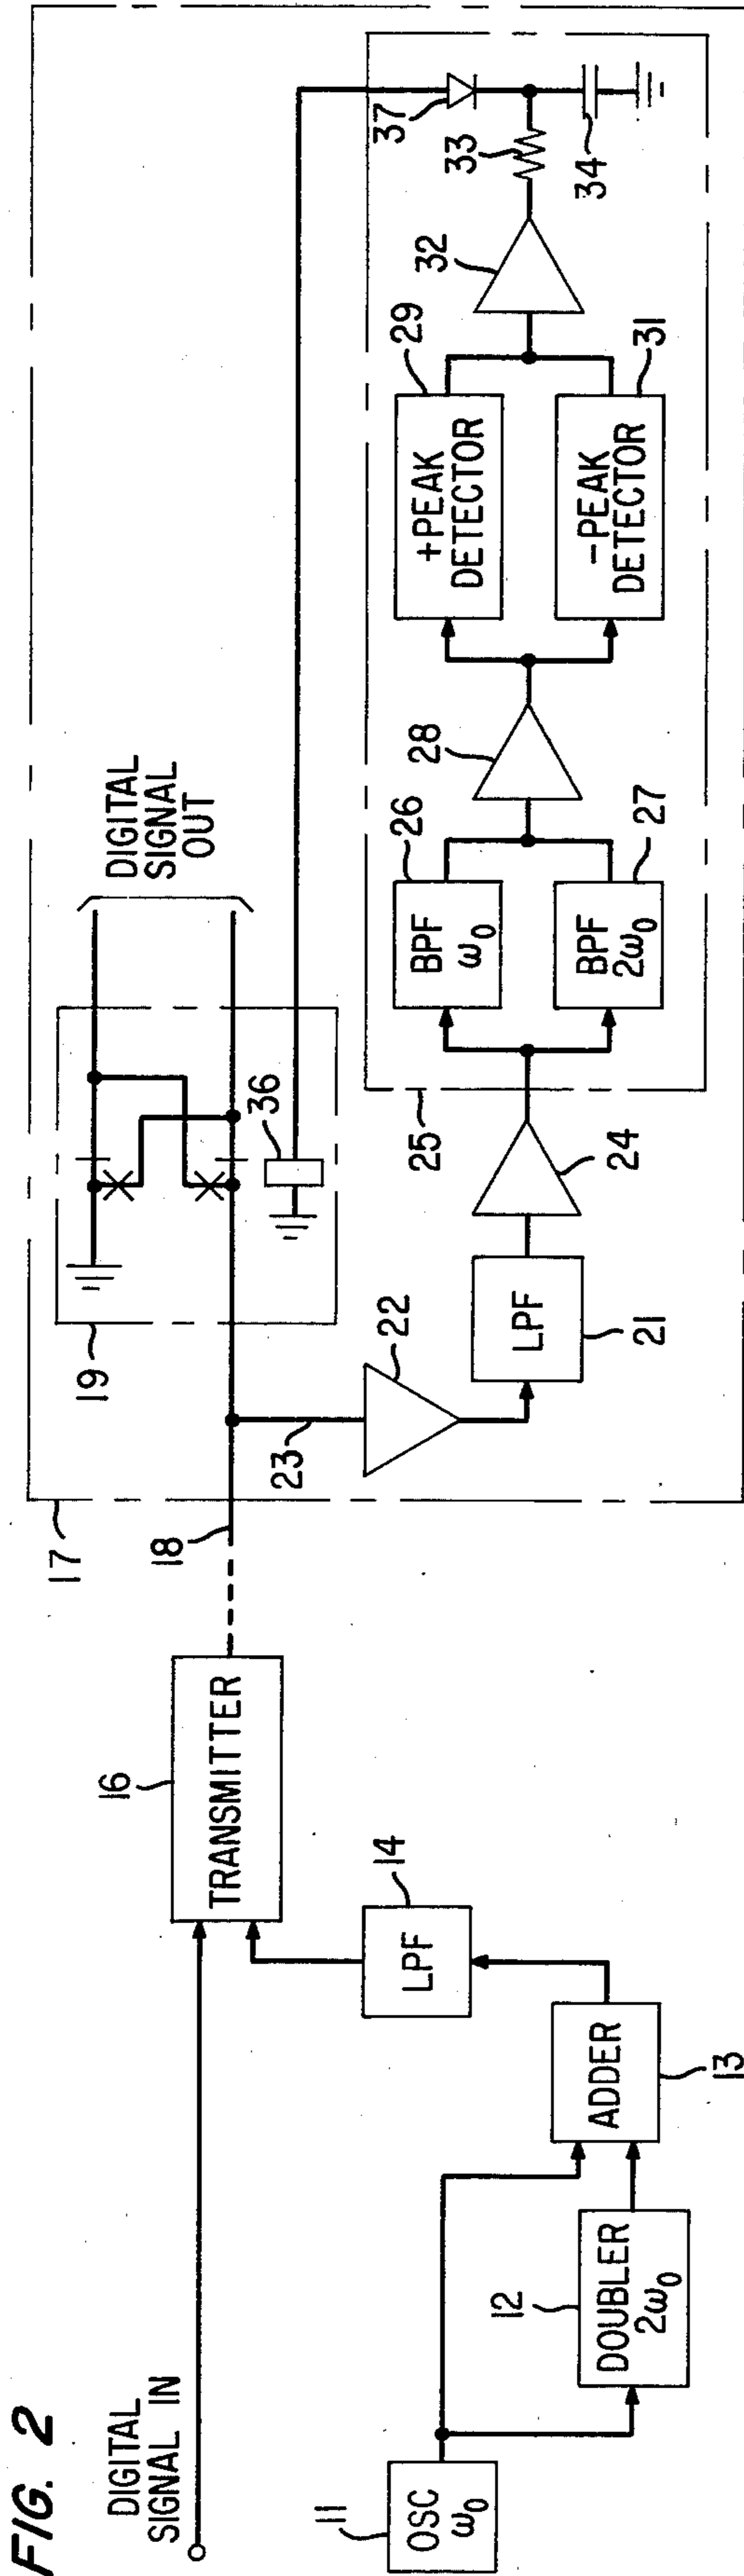 FIG. 2
DIGITAL
SIGNAL IN
11
OSC
ω0
12
DOUBLER
2ω0
13
ADDER
14
LPF
16
TRANSMITTER
17
18
19
DIGITAL
SIGNAL
OUT
36
23
22
21
LPF
24
25
26
BPF
ω0
27
BPF
2ω0
28
29
+PEAK
DETECTOR
31
−PEAK
DETECTOR
32
33
34
37